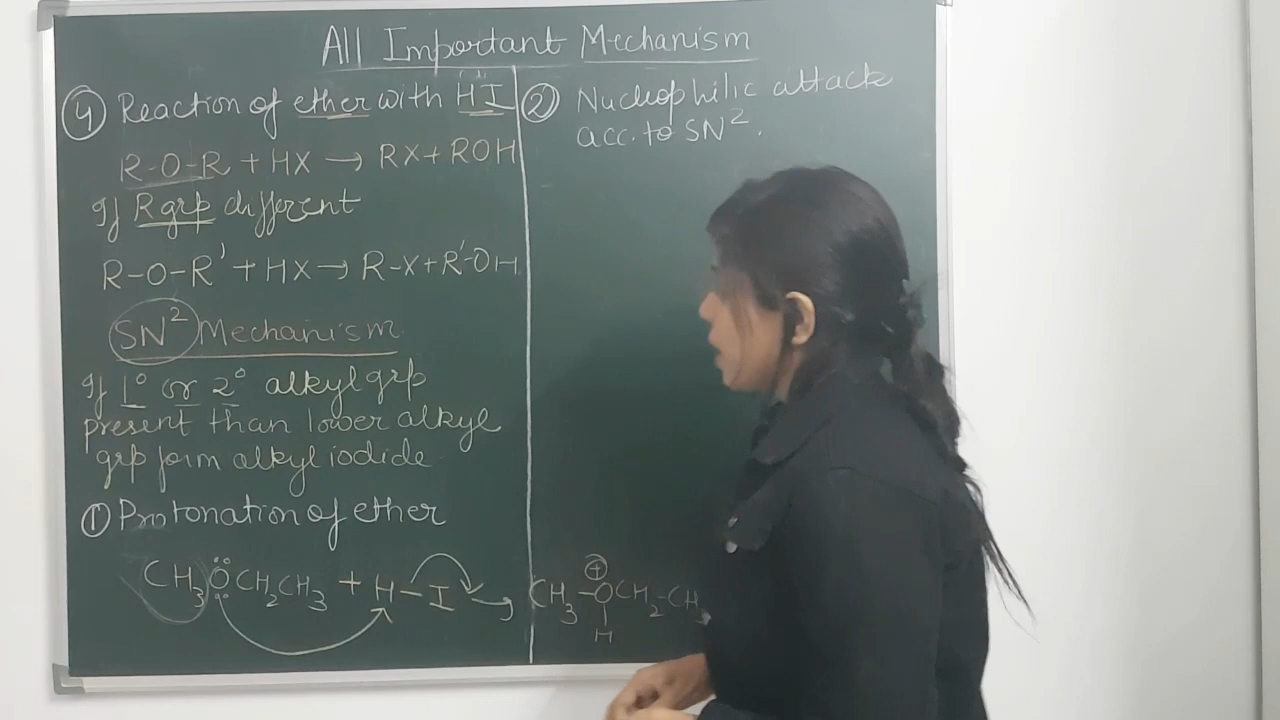 All Important Mechanism
④ Reaction of ether with HI
R-O-R + HX → RX + ROH
If R grp different
R-O-R' + HX → R-X + R'-OH
SN² Mechanism
If 1° or 2° alkyl grp
present than lower alkyl
grp form alkyl iodide
① Protonation of ether
CH₃ÖCH₂CH₃ + H-I → CH₃-O⊕CH₂-CH₃
H
② Nucleophilic attack
acc. to SN².